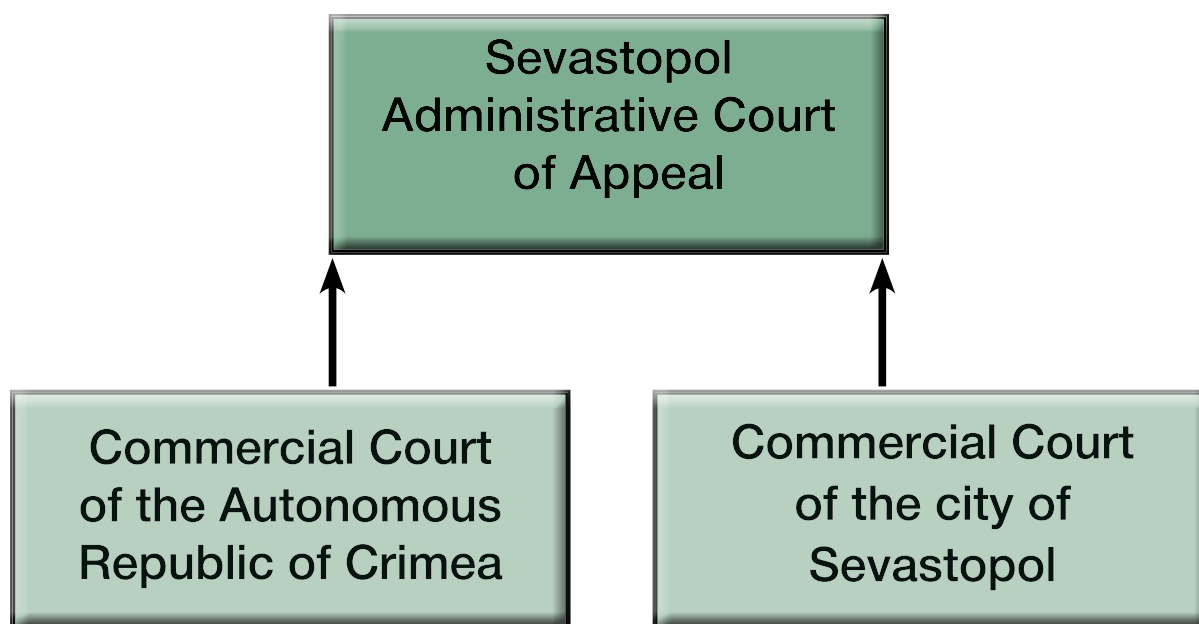 Sevastopol
Administrative Court
of Appeal
Commercial Court
of the Autonomous
Republic of Crimea
Commercial Court
of the city of
Sevastopol